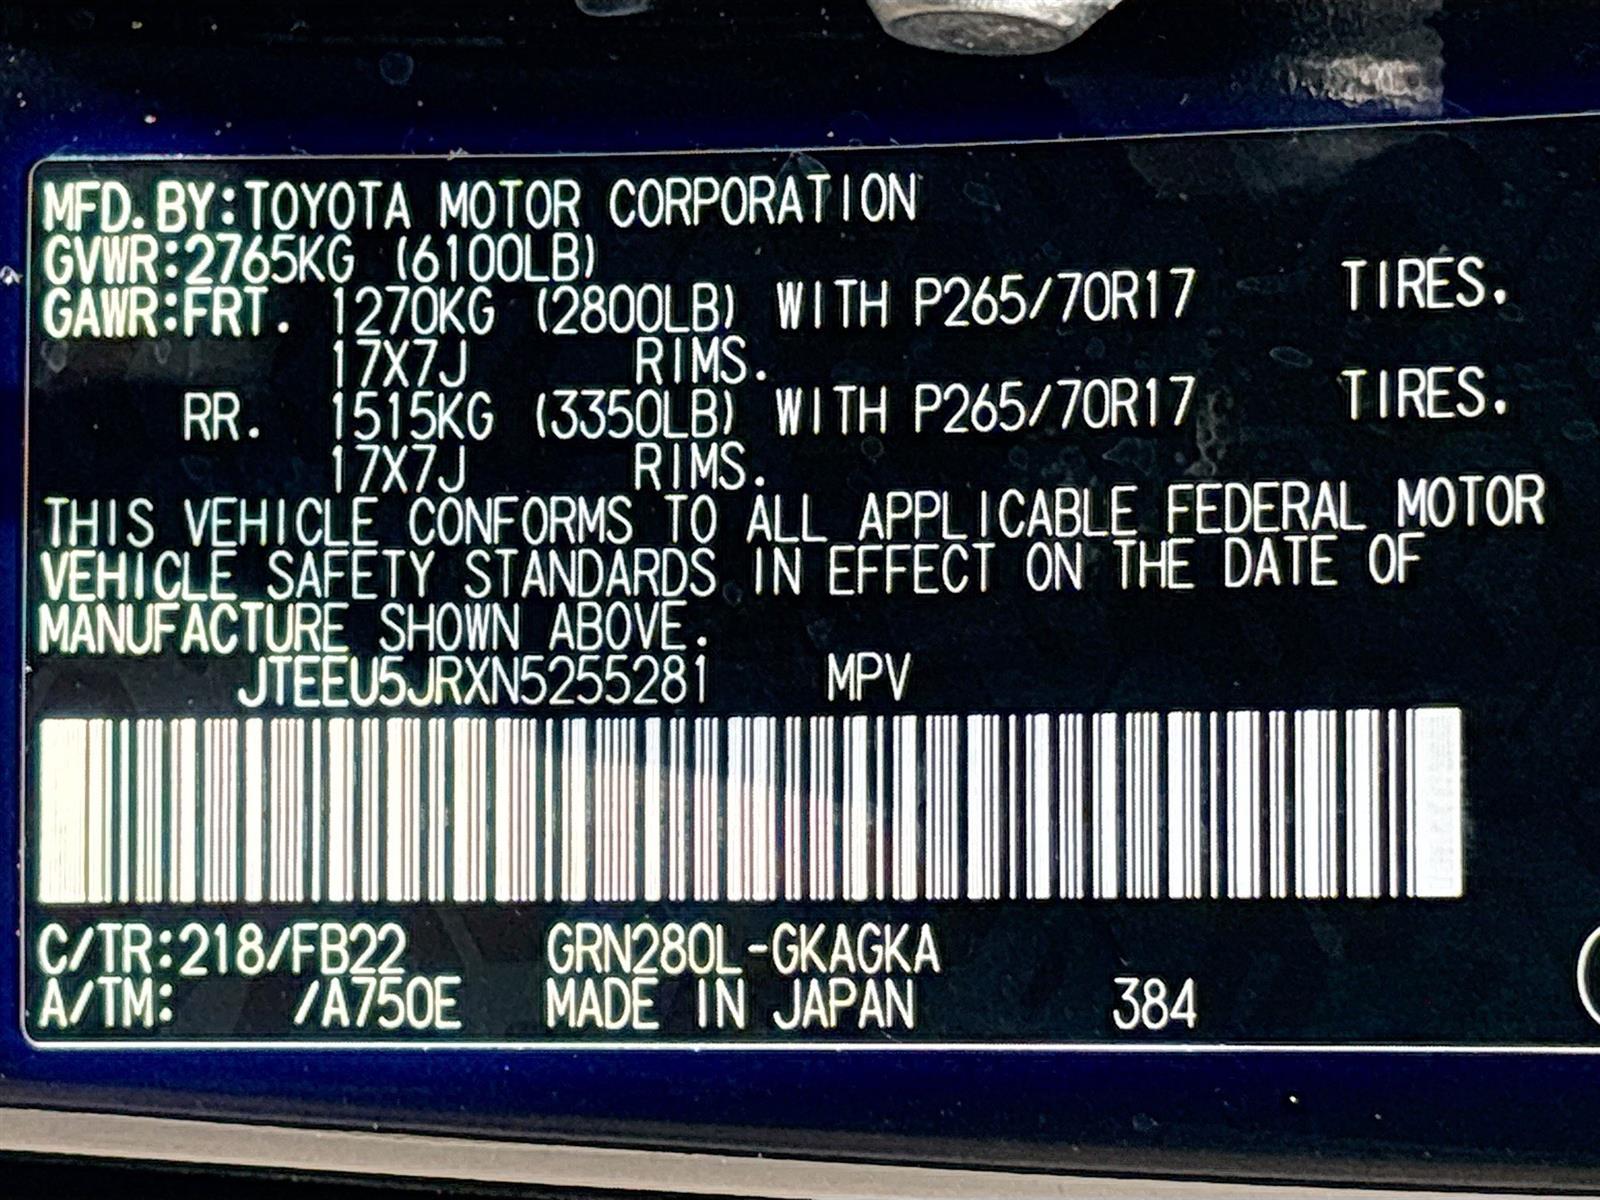 MFD.BY:TOYOTA MOTOR CORPORATION
GVWR:2765KG (6100LB)
GAWR:FRT. 1270KG (2800LB) WITH P265/70R17 TIRES.
17X7J RIMS.
RR. 1515KG (3350LB) WITH P265/70R17 TIRES.
17X7J RIMS.
THIS VEHICLE CONFORMS TO ALL APPLICABLE FEDERAL MOTOR
VEHICLE SAFETY STANDARDS IN EFFECT ON THE DATE OF
MANUFACTURE SHOWN ABOVE.
JTEEU5JRXN5255281 MPV
C/TR:218/FB22 GRN280L-GKAGKA
A/TM: /A750E MADE IN JAPAN 384